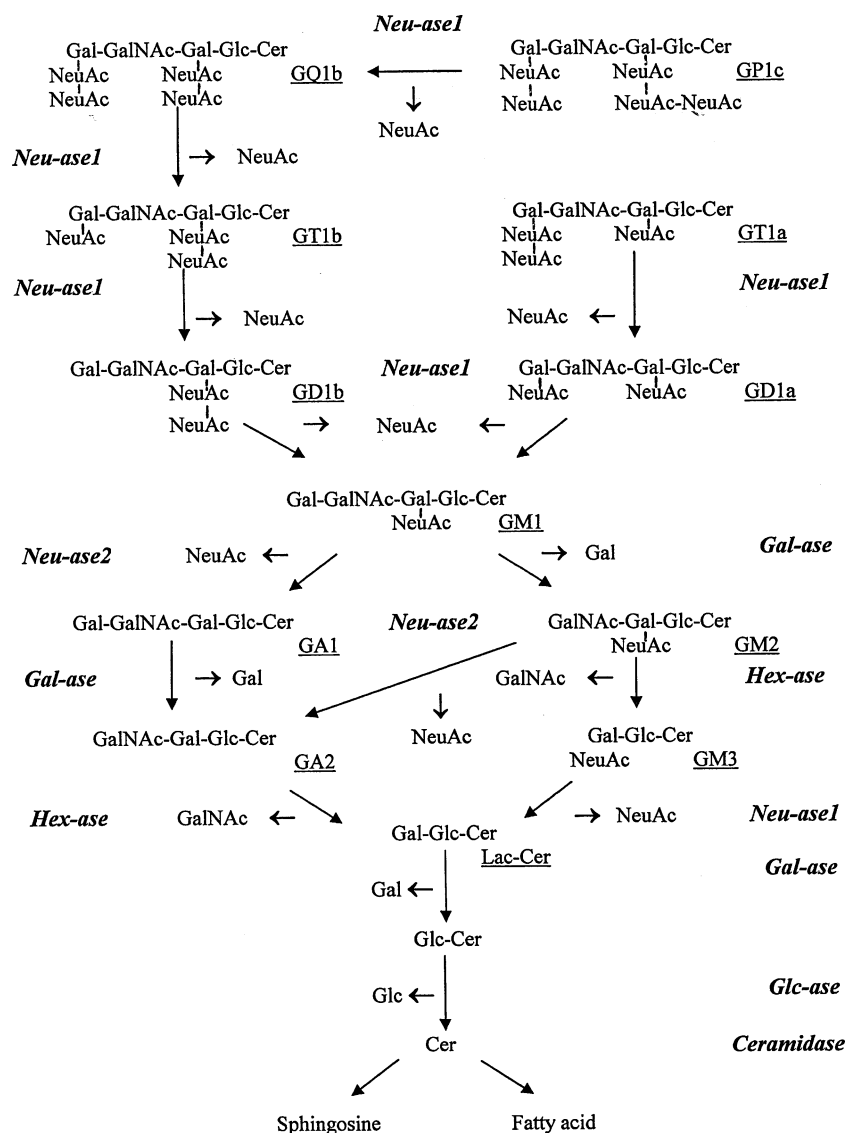 Neu-ase1
Gal-GalNAc-Gal-Glc-Cer
NeuAc NeuAc GQ1b
NeuAc NeuAc
Gal-GalNAc-Gal-Glc-Cer
NeuAc NeuAc GP1c
NeuAc NeuAc-NeuAc
NeuAc
Neu-ase1 NeuAc
Gal-GalNAc-Gal-Glc-Cer
NeuAc NeuAc GT1b
NeuAc
Gal-GalNAc-Gal-Glc-Cer
NeuAc NeuAc GT1a
NeuAc
Neu-ase1 NeuAc
NeuAc Neu-ase1
Gal-GalNAc-Gal-Glc-Cer
NeuAc GD1b
NeuAc
Neu-ase1
NeuAc
Gal-GalNAc-Gal-Glc-Cer
NeuAc NeuAc GD1a
Gal-GalNAc-Gal-Glc-Cer
NeuAc GM1
Neu-ase2 NeuAc
Gal Gal-ase
Gal-GalNAc-Gal-Glc-Cer
GA1
Neu-ase2
GalNAc-Gal-Glc-Cer
NeuAc GM2
Gal-ase Gal
GalNAc Hex-ase
NeuAc
GalNAc-Gal-Glc-Cer
GA2
Gal-Glc-Cer
NeuAc GM3
Hex-ase GalNAc
NeuAc Neu-ase1
Gal-Glc-Cer
Lac-Cer
Gal Gal-ase
Glc-Cer
Glc Glc-ase
Cer Ceramidase
Sphingosine Fatty acid